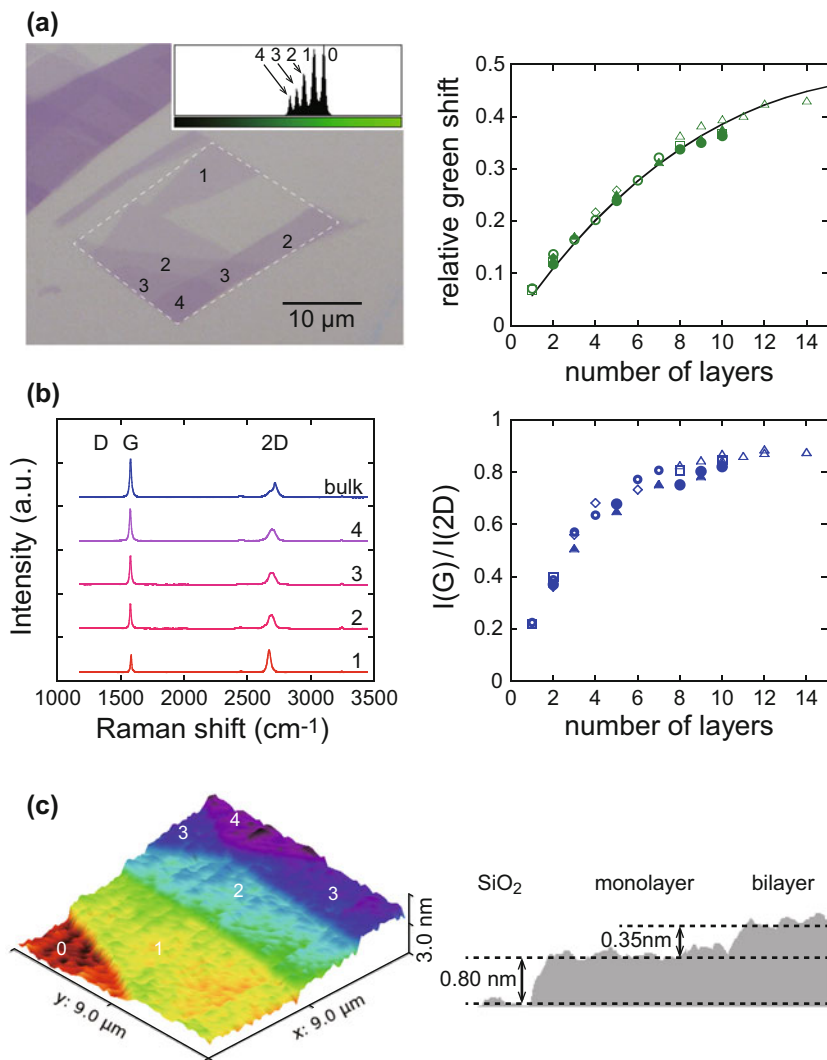 (a)
4 3 2 1 0
1
2
2
3
3
4
10 µm
0.5
0.4
0.3
0.2
0.1
0
relative green shift
0 2 4 6 8 10 12 14
number of layers
(b)
D G 2D
bulk
4
3
2
1
Intensity (a.u.)
1000 1500 2000 2500 3000 3500
Raman shift (cm-1)
1
0.8
0.6
0.4
0.2
0
I(G)/I(2D)
0 2 4 6 8 10 12 14
number of layers
(c)
4
3
2
3
1
0
3.0 nm
y: 9.0 µm
x: 9.0 µm
SiO2 monolayer bilayer
0.35nm
0.80 nm